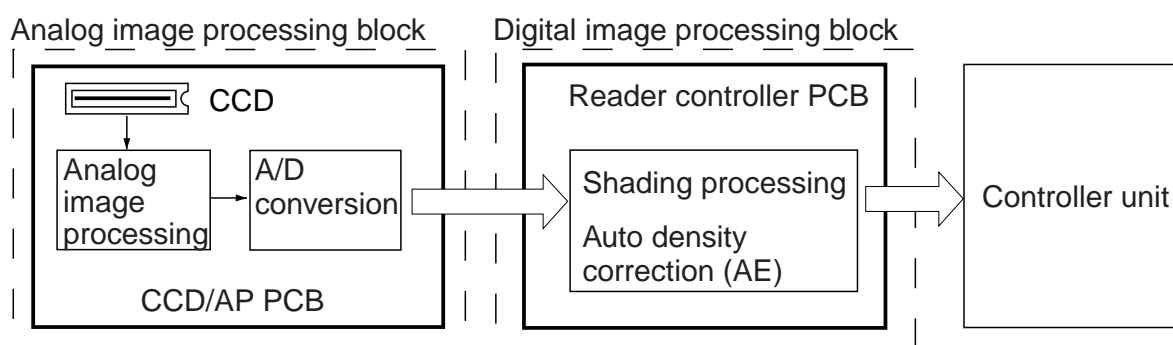 Analog image processing block
Digital image processing block
CCD
Analog
image
processing
A/D
conversion
CCD/AP PCB
Reader controller PCB
Shading processing
Auto density
correction (AE)
Controller unit